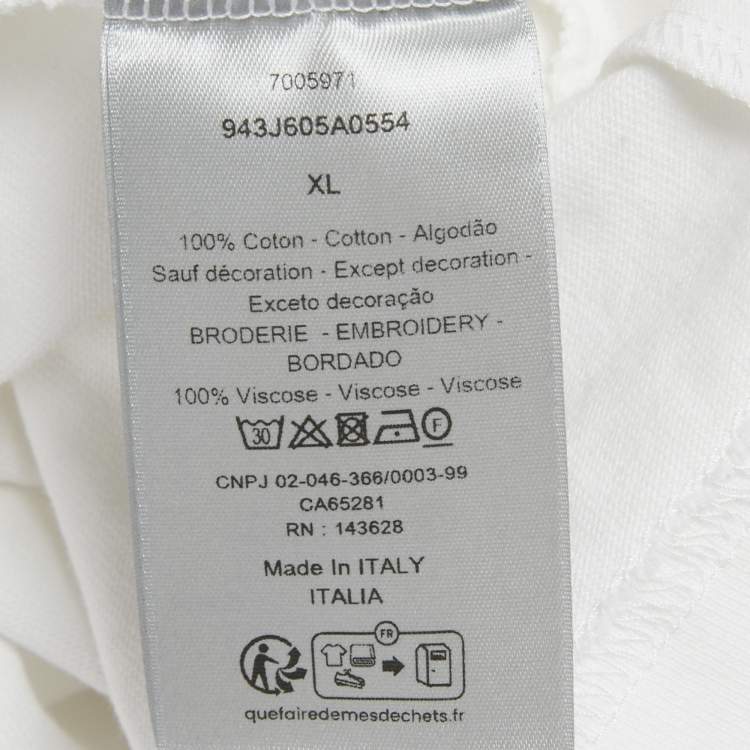 7005971
943J605A0554
XL
100% Coton - Cotton - Algodão
Sauf décoration - Except decoration -
Exceto decoração
BRODERIE - EMBROIDERY -
BORDADO
100% Viscose - Viscose - Viscose
30 F
CNPJ 02-046-366/0003-99
CA65281
RN : 143628
Made In ITALY
ITALIA
FR
quefairedemesdechets.fr